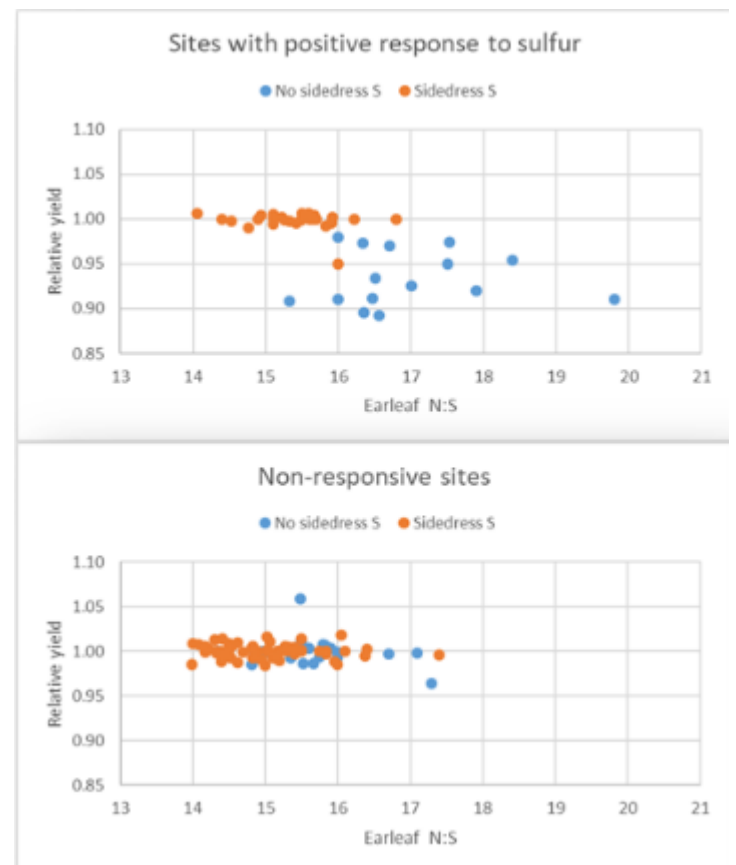 Sites with positive response to sulfur
No sidedress S Sidedress S
1.10
1.05
1.00
0.95
0.90
0.85
Relative yield
13 14 15 16 17 18 19 20 21
Earleaf N:S
Non-responsive sites
No sidedress S Sidedress S
1.10
1.05
1.00
0.95
0.90
0.85
Relative yield
13 14 15 16 17 18 19 20 21
Earleaf N:S